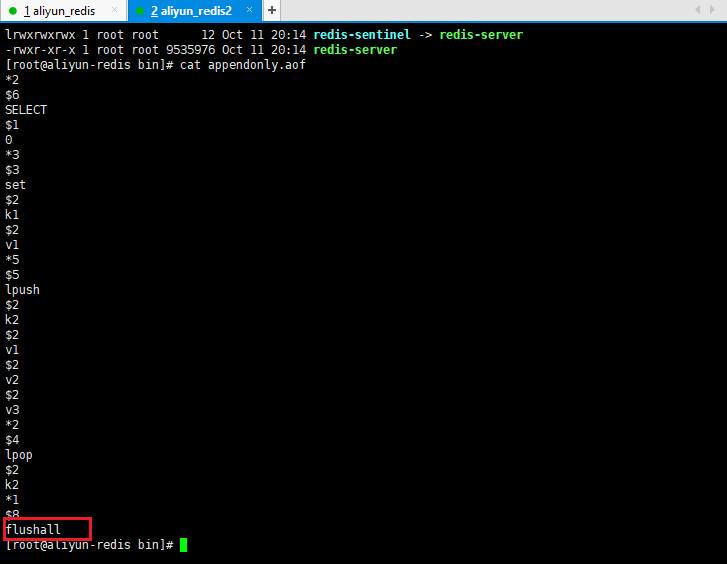 1 aliyun_redis × 2 aliyun_redis2 × +
lrwxrwxrwx 1 root root      12 Oct 11 20:14 redis-sentinel -> redis-server
-rwxr-xr-x 1 root root 9535976 Oct 11 20:14 redis-server
[root@aliyun-redis bin]# cat appendonly.aof
*2
$6
SELECT
$1
0
*3
$3
set
$2
k1
$2
v1
*5
$5
lpush
$2
k2
$2
v1
$2
v2
$2
v3
*2
$4
lpop
$2
k2
*1
$8
flushall
[root@aliyun-redis bin]#